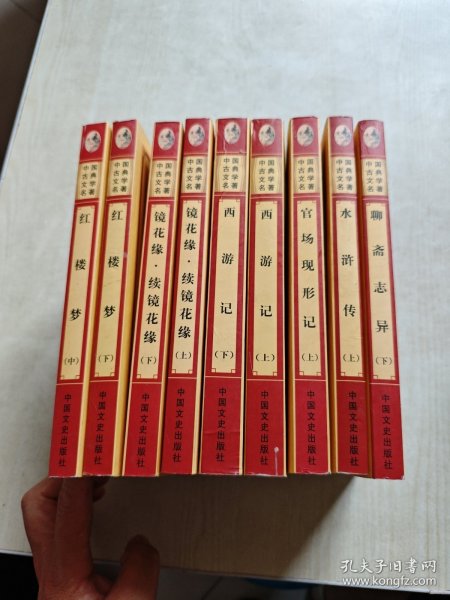 中国古典文学名著
红楼梦
(中)
中国文史出版社
中国古典文学名著
红楼梦
(下)
中国文史出版社
中国古典文学名著
镜花缘·续镜花缘
(下)
中国文史出版社
中国古典文学名著
镜花缘·续镜花缘
(上)
中国文史出版社
中国古典文学名著
西游记
(下)
中国文史出版社
中国古典文学名著
西游记
(上)
中国文史出版社
中国古典文学名著
官场现形记
(上)
中国文史出版社
中国古典文学名著
水浒传
(上)
中国文史出版社
中国古典文学名著
聊斋志异
(下)
中国文史出版社
孔夫子旧书网
www.kongfz.com